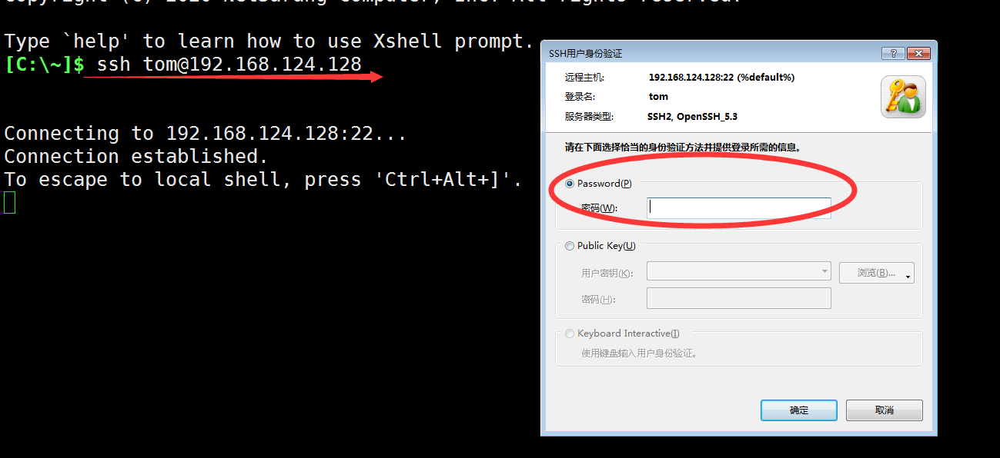 Copyright (c) 2020 NetSarang Computer, Inc. All rights reserved.
Type `help' to learn how to use Xshell prompt.
[C:\~]$ ssh tom@192.168.124.128
Connecting to 192.168.124.128:22...
Connection established.
To escape to local shell, press 'Ctrl+Alt+]'.
SSH用户身份验证
?
远程主机: 192.168.124.128:22 (%default%)
登录名: tom
服务器类型: SSH2, OpenSSH_5.3
请在下面选择恰当的身份验证方法并提供登录所需的信息。
Password(P)
密码(W):
Public Key(U)
用户密钥(K): 浏览(B)...
密码(H):
Keyboard Interactive(I)
使用键盘输入用户身份验证。
确定 取消